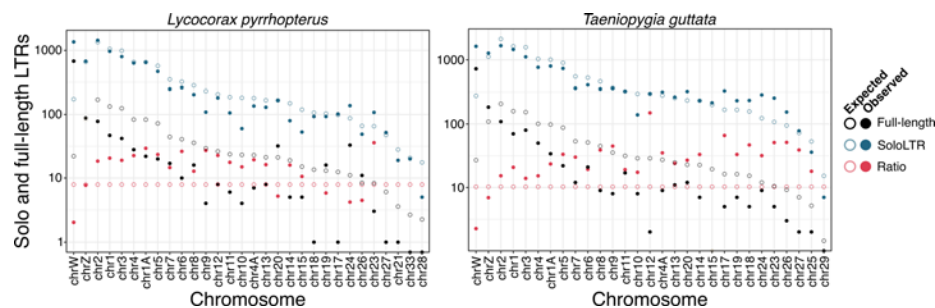 Lycocorax pyrrhopterus
Taeniopygia guttata
Solo and full-length LTRs
1000
100
10
1
1000
100
10
chrW
chrZ
chr2
chr1
chr3
chr1A
chr5
chr7
chr6
chr8
chr9
chr12
chr11
chr10
chr4A
chr13
chr20
chr14
chr15
chr18
chr19
chr17
chr24
chr26
chr23
chr27
chr21
chr33
chr28
chrW
chrZ
chr2
chr1
chr3
chr1A
chr4
chr5
chr7
chr6
chr8
chr9
chr11
chr10
chr12
chr4A
chr13
chr20
chr14
chr15
chr17
chr19
chr18
chr21
chr24
chr23
chr26
chr27
chr25
chr29
Chromosome
Chromosome
Expected
Observed
Full-length
SoloLTR
Ratio